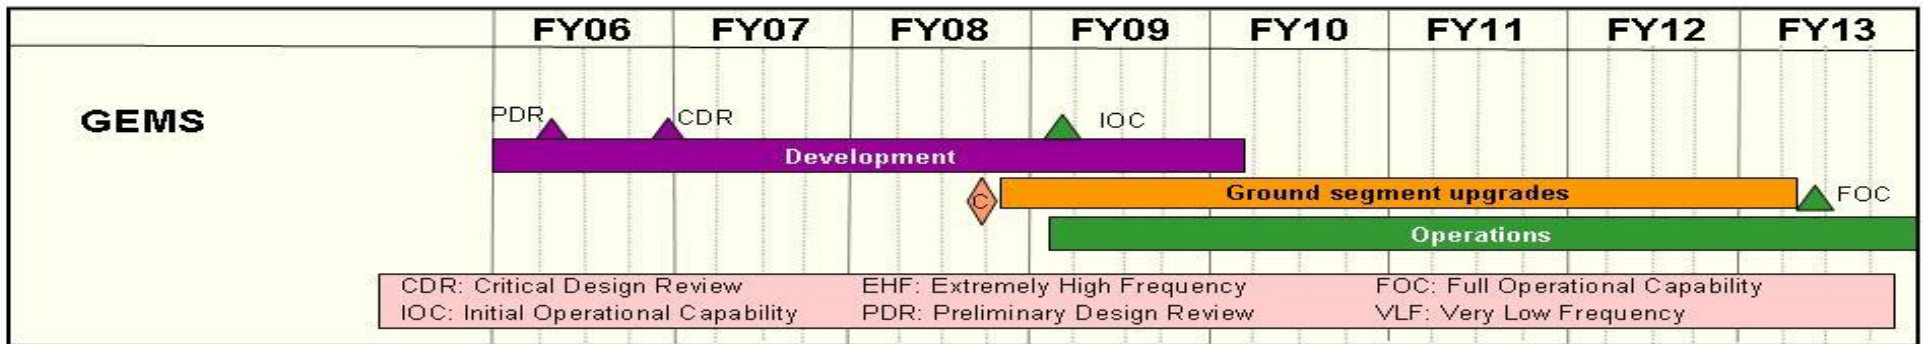 FY06 FY07 FY08 FY09 FY10 FY11 FY12 FY13
GEMS
PDR CDR IOC
Development
C Ground segment upgrades FOC
Operations
CDR: Critical Design Review EHF: Extremely High Frequency FOC: Full Operational Capability
IOC: Initial Operational Capability PDR: Preliminary Design Review VLF: Very Low Frequency